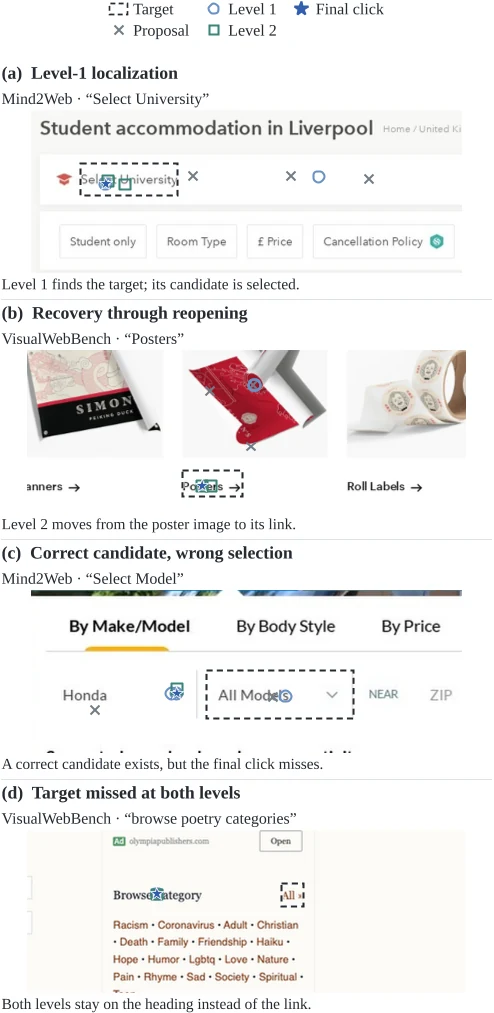 Target Level 1 Final click
Proposal Level 2
(a) Level-1 localization
Mind2Web · “Select University”
Student accommodation in Liverpool Home / United Ki
Select University
Student only Room Type £ Price Cancellation Policy
Level 1 finds the target; its candidate is selected.
(b) Recovery through reopening
VisualWebBench · “Posters”
SIMON
PEKING DUCK
anners → Posters → Roll Labels →
Level 2 moves from the poster image to its link.
(c) Correct candidate, wrong selection
Mind2Web · “Select Model”
By Make/Model By Body Style By Price
Honda All Models NEAR ZIP
A correct candidate exists, but the final click misses.
(d) Target missed at both levels
VisualWebBench · “browse poetry categories”
Ad olympiapublishers.com Open
Browse Category All »
Racism • Coronavirus • Adult • Christian
• Death • Family • Friendship • Haiku •
Hope • Humor • Lgbtq • Love • Nature •
Pain • Rhyme • Sad • Society • Spiritual •
Both levels stay on the heading instead of the link.